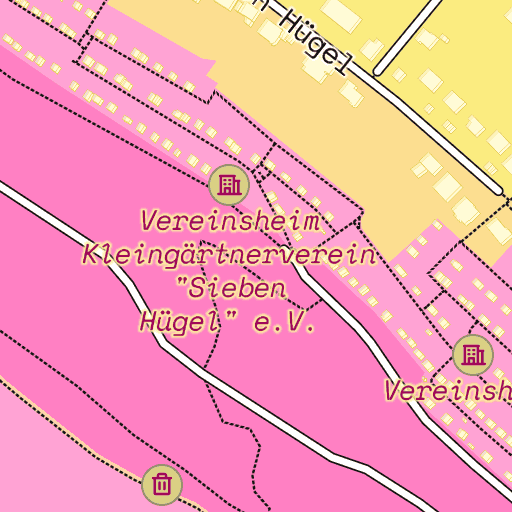 n-Hügel
Vereinsheim
Kleingärtnerverein
"Sieben
Hügel" e.V.
Vereinsh